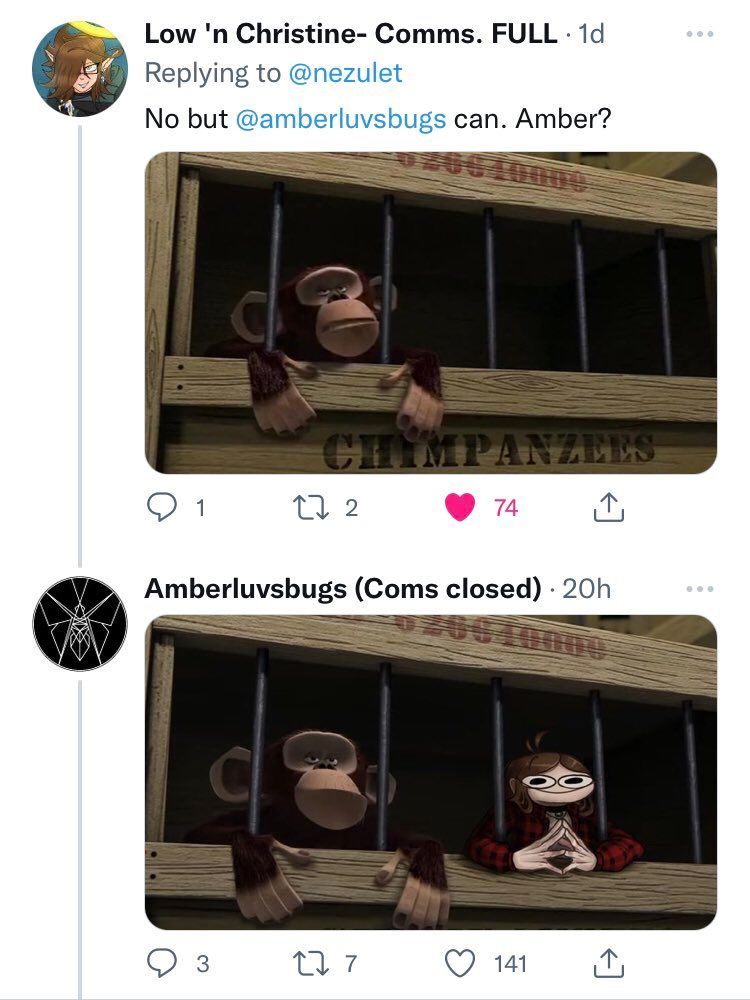 Low 'n Christine- Comms. FULL · 1d
Replying to @nezulet
No but @amberluvsbugs can. Amber?
CHIMPANZEES
1
2
74
Amberluvsbugs (Coms closed) · 20h
3
7
141